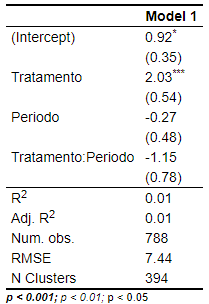 Model 1
(Intercept) 0.92*
(0.35)
Tratamento 2.03***
(0.54)
Periodo -0.27
(0.48)
Tratamento:Periodo -1.15
(0.78)
R2 0.01
Adj. R2 0.01
Num. obs. 788
RMSE 7.44
N Clusters 394
p < 0.001; p < 0.01; p < 0.05